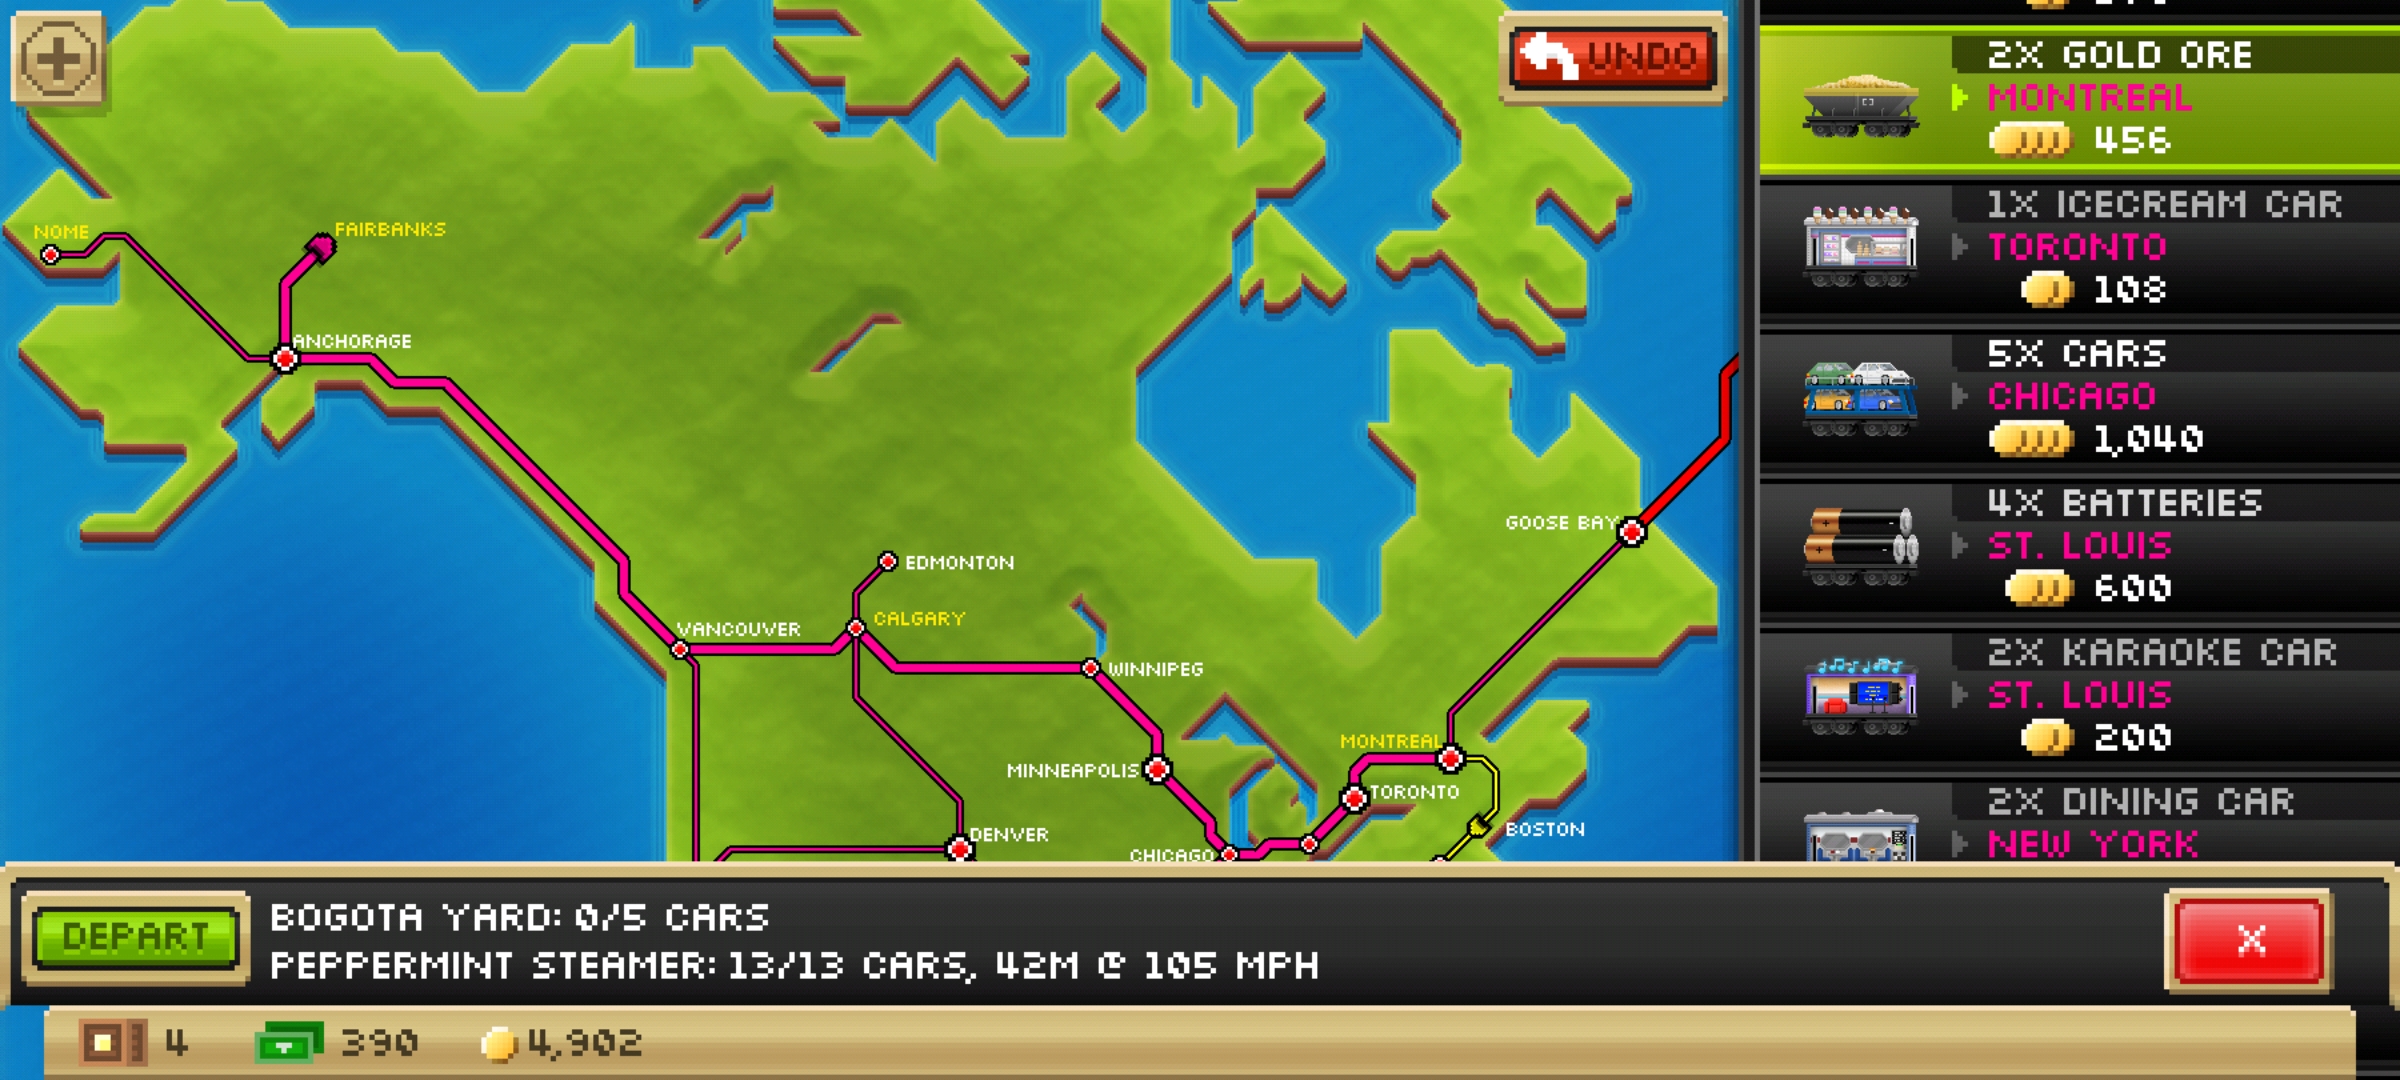 UNDO
NOME
FAIRBANKS
ANCHORAGE
EDMONTON
CALGARY
VANCOUVER
WINNIPEG
GOOSE BAY
MINNEAPOLIS
MONTREAL
TORONTO
DENVER
BOSTON
CHICAGO
2X GOLD ORE
MONTREAL
456
1X ICECREAM CAR
TORONTO
108
5X CARS
CHICAGO
1,040
4X BATTERIES
ST. LOUIS
600
2X KARAOKE CAR
ST. LOUIS
200
2X DINING CAR
NEW YORK
DEPART
BOGOTA YARD: 0/5 CARS
PEPPERMINT STEAMER: 13/13 CARS, 42M @ 105 MPH
X
4 390 4,902